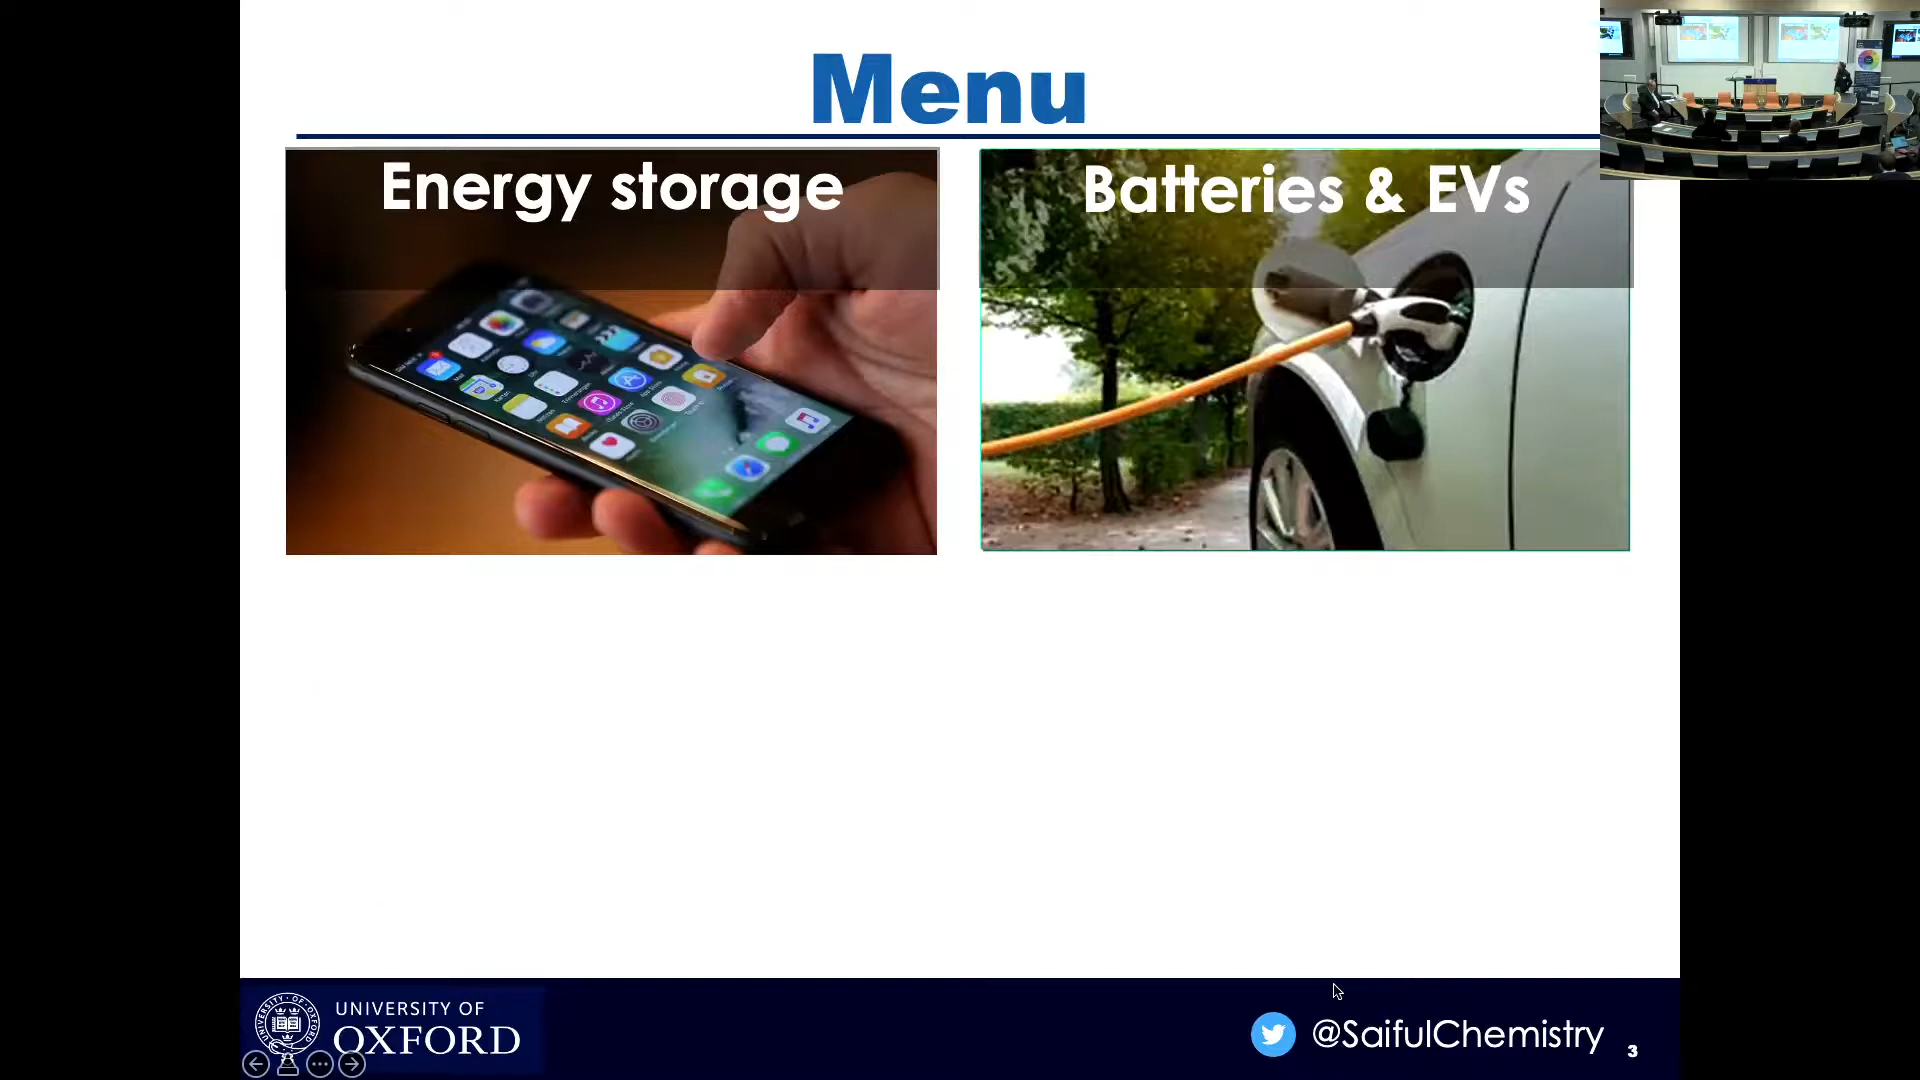 Menu
Energy storage
Batteries & EVs
UNIVERSITY OF
OXFORD
@SaifulChemistry
3